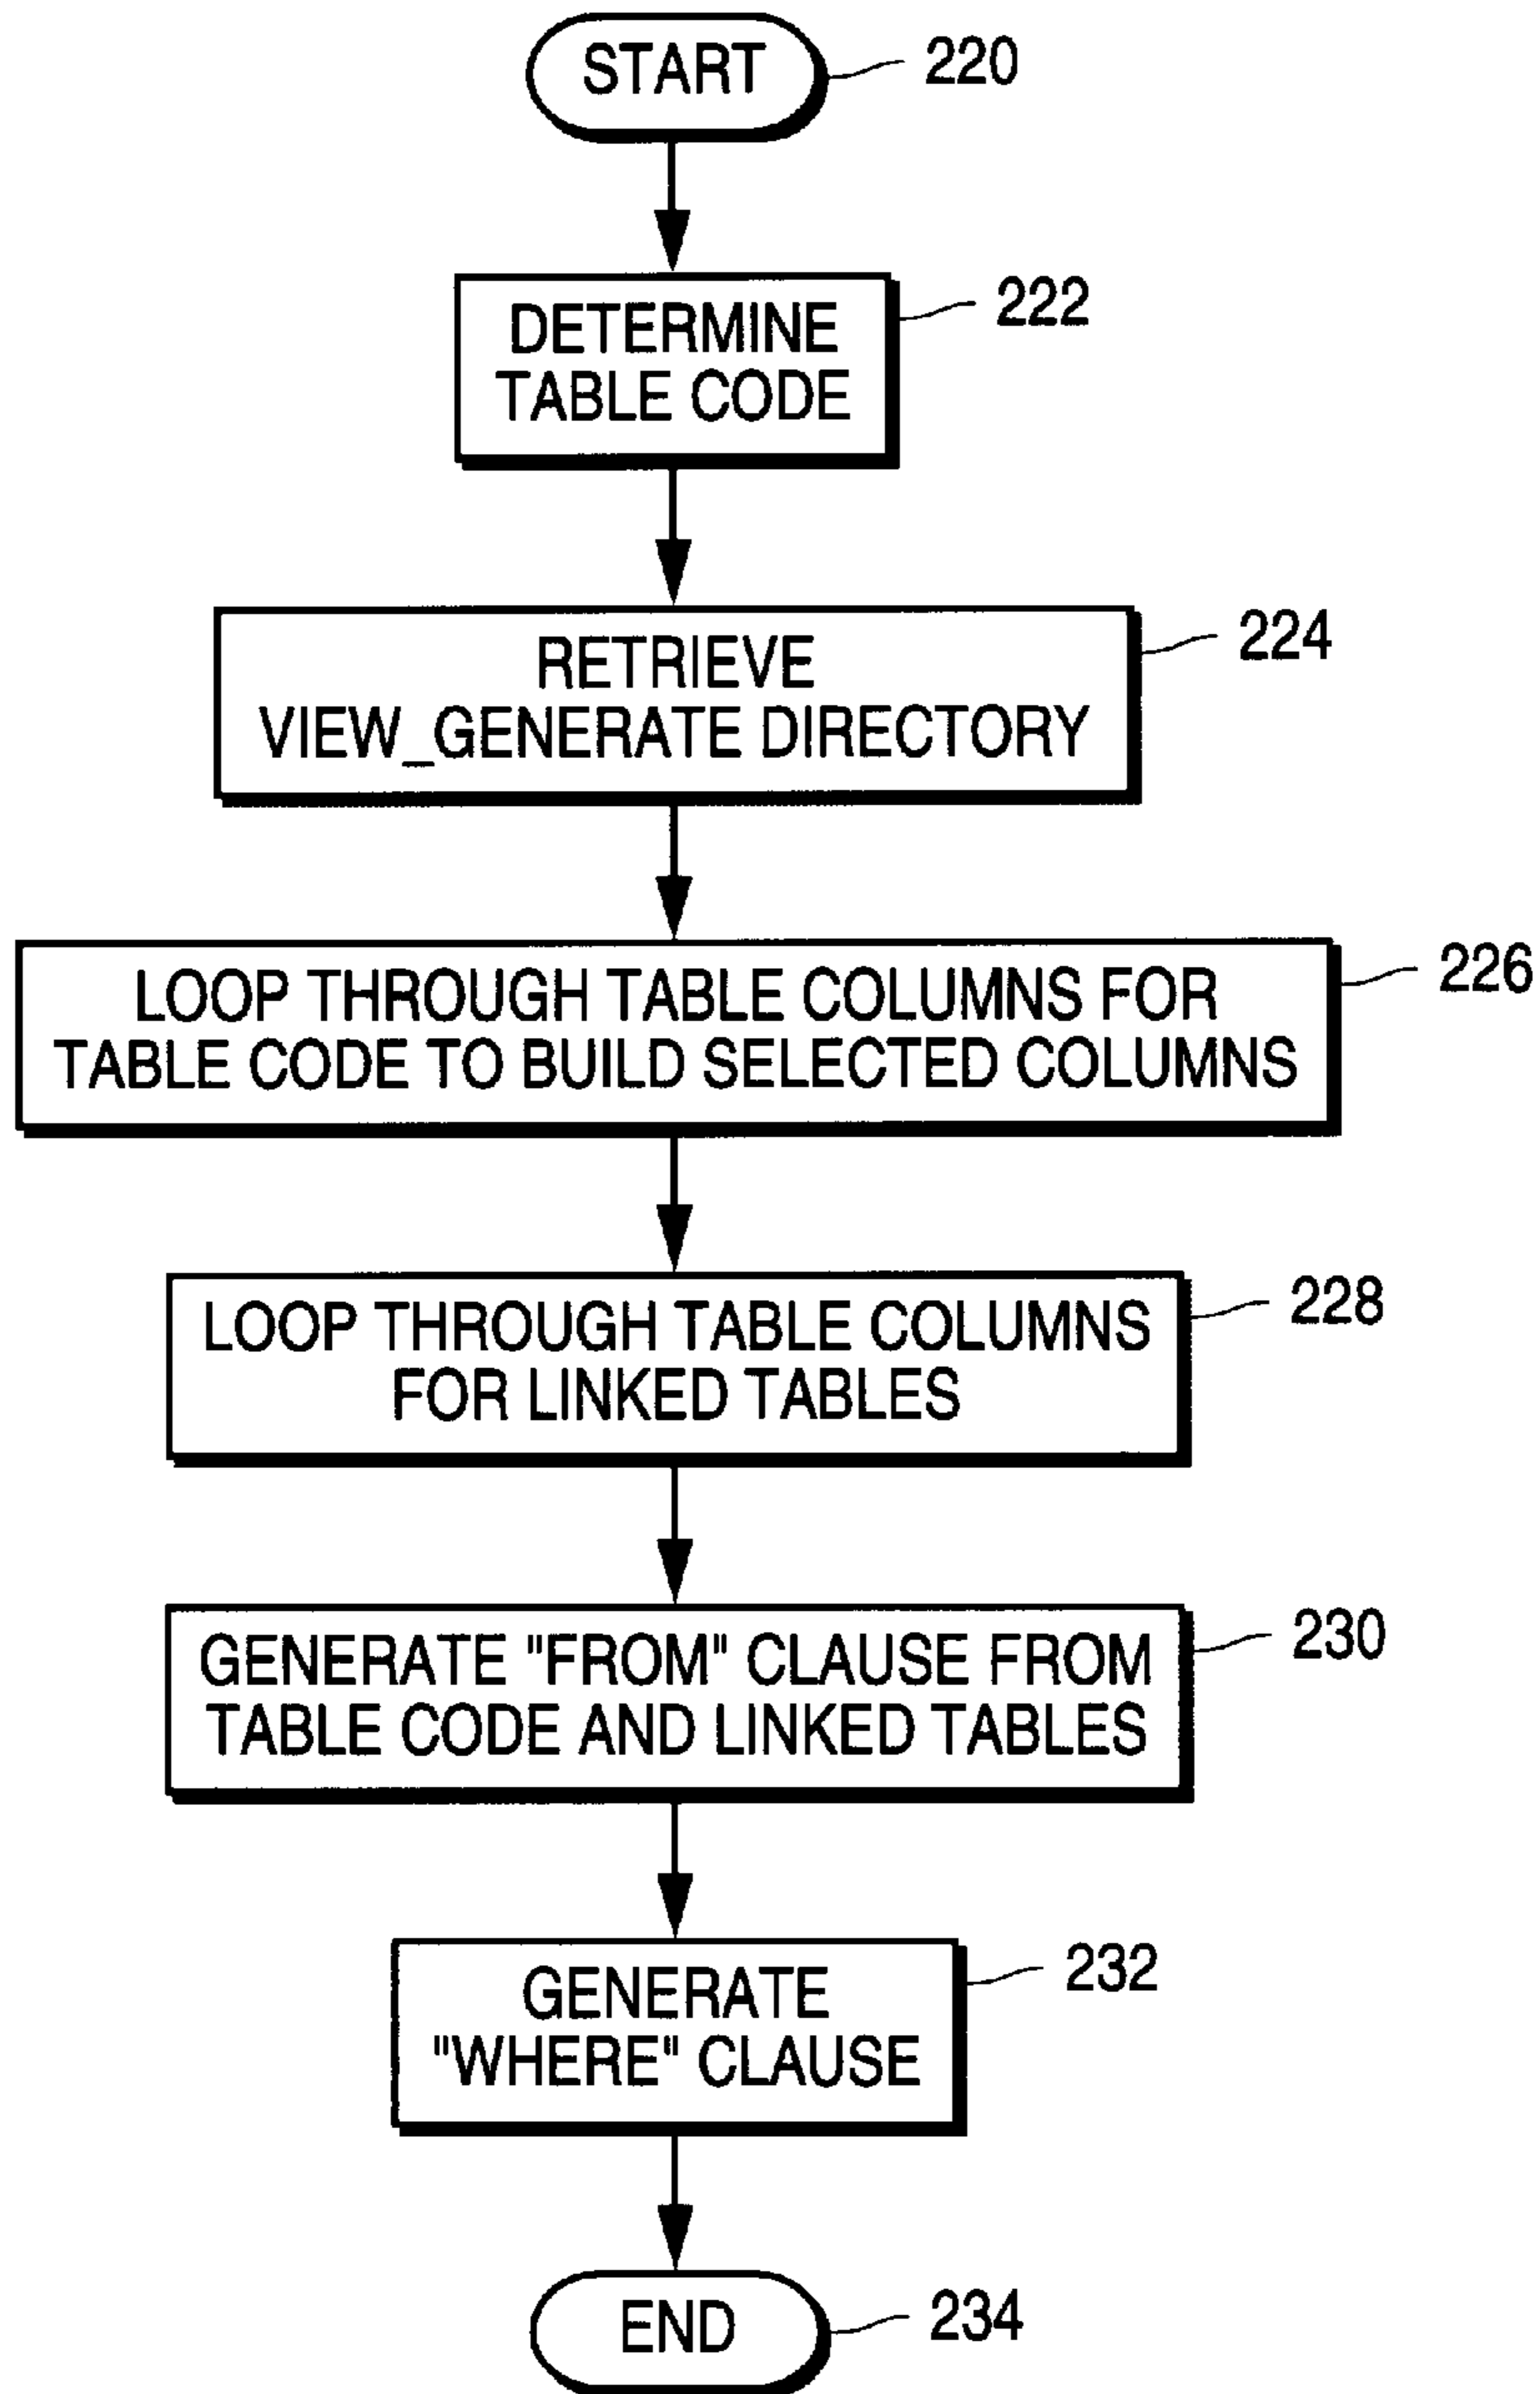 START
220
DETERMINE
TABLE CODE
222
RETRIEVE
VIEW_GENERATE DIRECTORY
224
LOOP THROUGH TABLE COLUMNS FOR
TABLE CODE TO BUILD SELECTED COLUMNS
226
LOOP THROUGH TABLE COLUMNS
FOR LINKED TABLES
228
GENERATE "FROM" CLAUSE FROM
TABLE CODE AND LINKED TABLES
230
GENERATE
"WHERE" CLAUSE
232
END
234